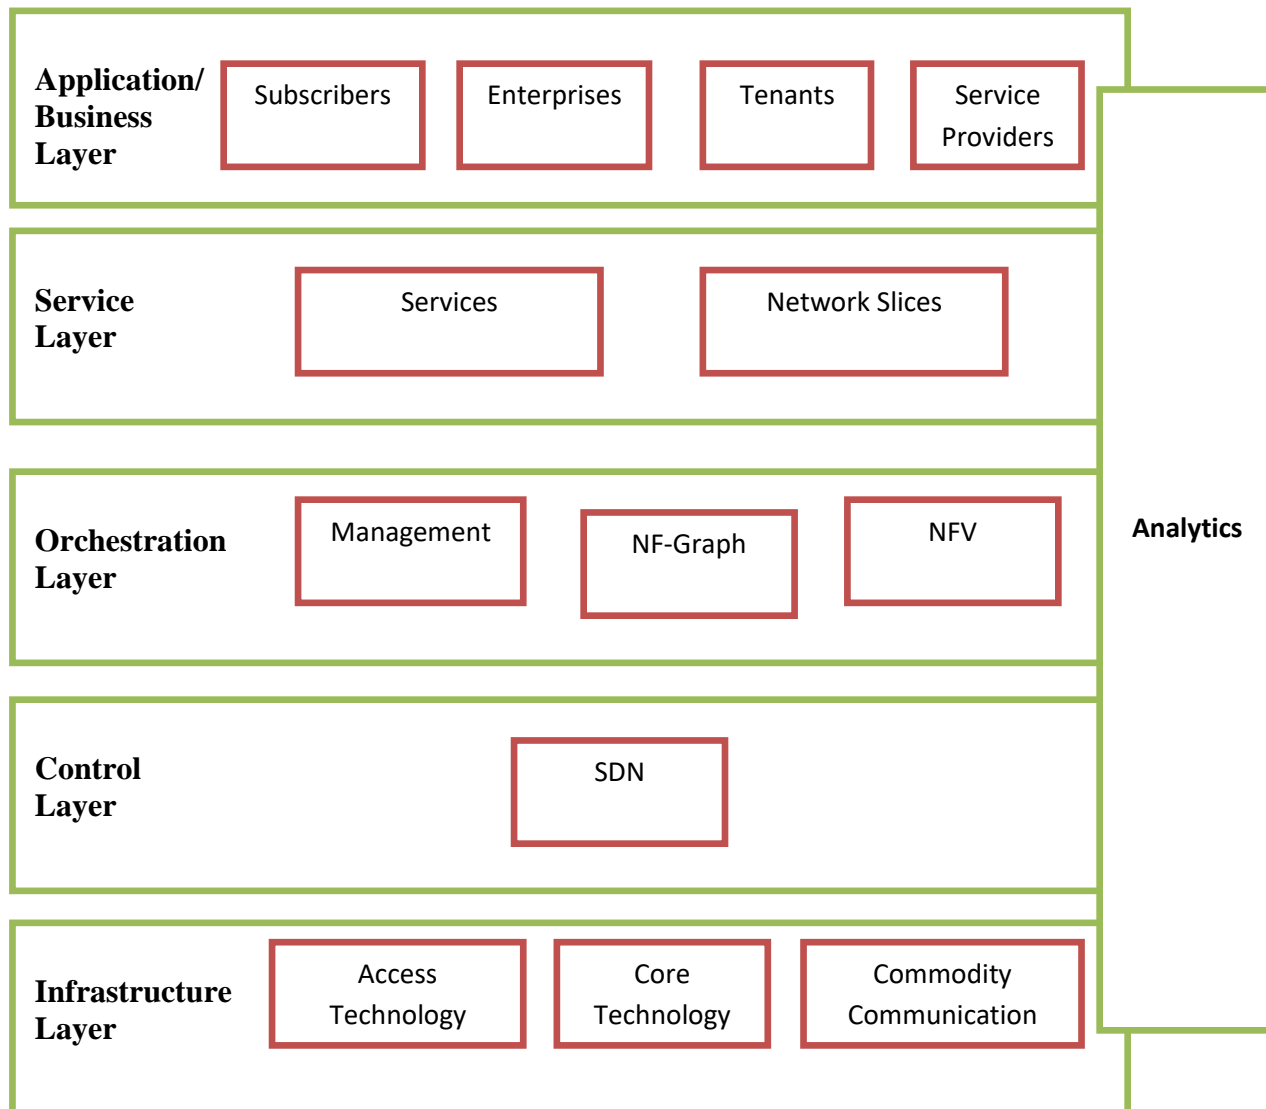 Application/
Business
Layer
Subscribers
Enterprises
Tenants
Service
Providers
Service
Layer
Services
Network Slices
Orchestration
Layer
Management
NF-Graph
NFV
Analytics
Control
Layer
SDN
Infrastructure
Layer
Access
Technology
Core
Technology
Commodity
Communication